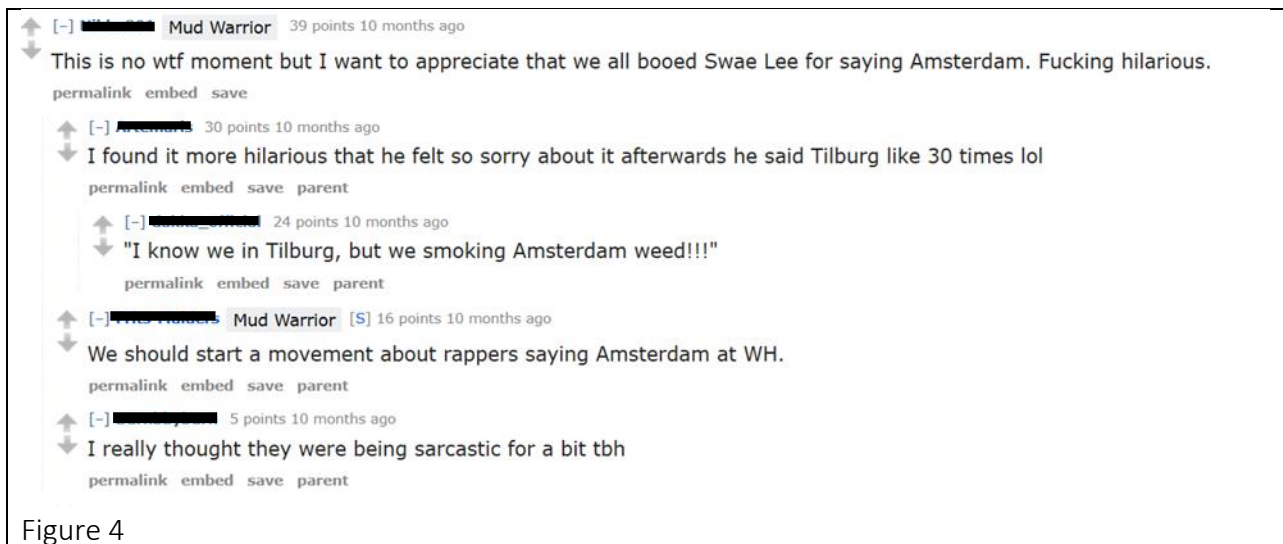 [-] Mud Warrior 39 points 10 months ago
This is no wtf moment but I want to appreciate that we all booed Swae Lee for saying Amsterdam. Fucking hilarious.
permalink embed save
[-] 30 points 10 months ago
I found it more hilarious that he felt so sorry about it afterwards he said Tilburg like 30 times lol
permalink embed save parent
[-] 24 points 10 months ago
"I know we in Tilburg, but we smoking Amsterdam weed!!!"
permalink embed save parent
[-] Mud Warrior [S] 16 points 10 months ago
We should start a movement about rappers saying Amsterdam at WH.
permalink embed save parent
[-] 5 points 10 months ago
I really thought they were being sarcastic for a bit tbh
permalink embed save parent
Figure 4